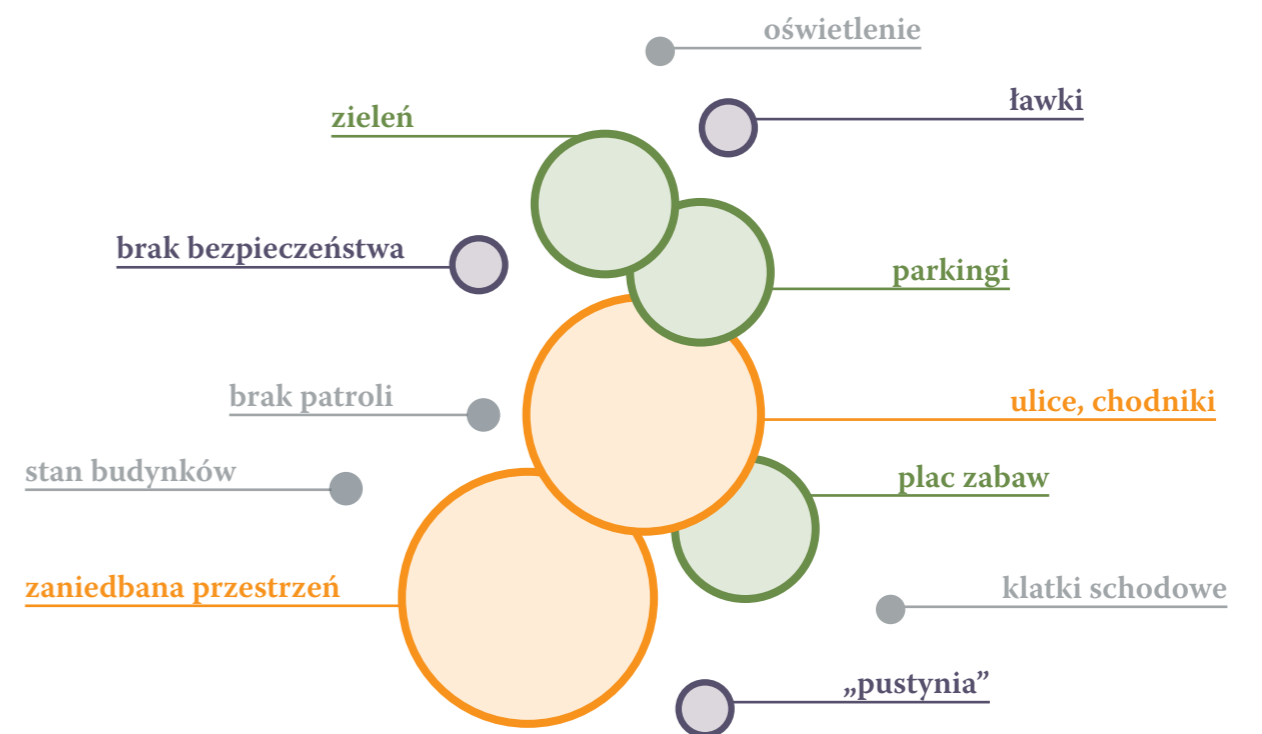 oświetlenie
ławki
zieleń
brak bezpieczeństwa
parkingi
brak patroli
ulice, chodniki
stan budynków
plac zabaw
zaniedbana przestrzeń
klatki schodowe
„pustynia”